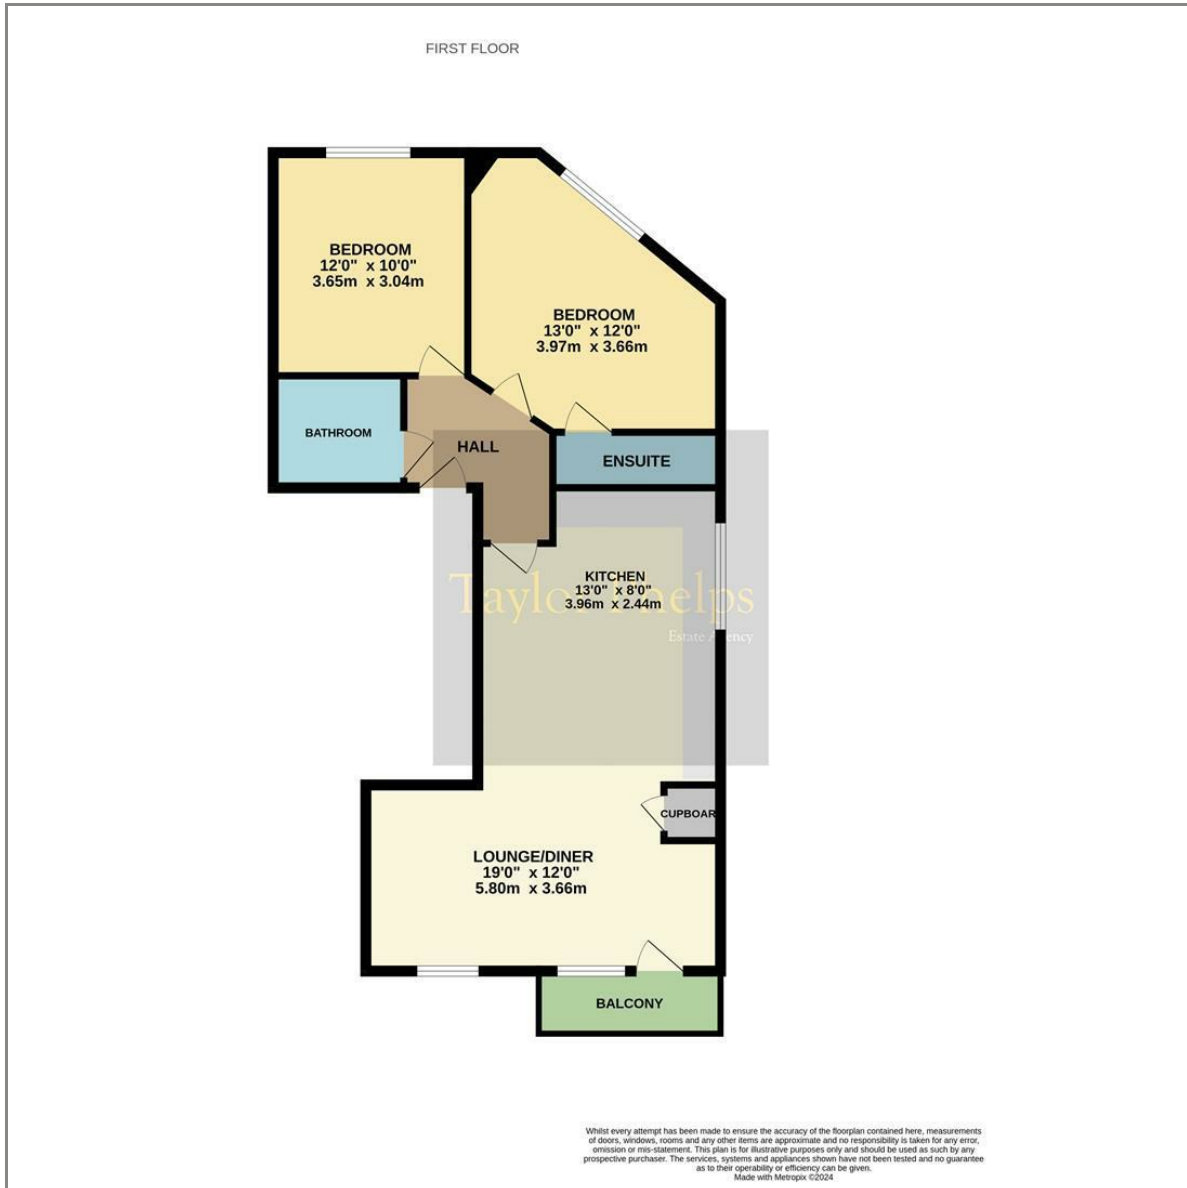 FIRST FLOOR
BEDROOM
12'0" x 10'0"
3.65m x 3.04m
BEDROOM
13'0" x 12'0"
3.97m x 3.66m
BATHROOM
HALL
ENSUITE
KITCHEN
13'0" x 8'0"
3.96m x 2.44m
Taylor Phelps
Estate Agency
CUPBOAR
LOUNGE/DINER
19'0" x 12'0"
5.80m x 3.66m
BALCONY
Whilst every attempt has been made to ensure the accuracy of the floorplan contained here, measurements
of doors, windows, rooms and any other items are approximate and no responsibility is taken for any error,
omission or mis-statement. This plan is for illustrative purposes only and should be used as such by any
prospective purchaser. The services, systems and appliances shown have not been tested and no guarantee
as to their operability or efficiency can be given.
Made with Metropix ©2024